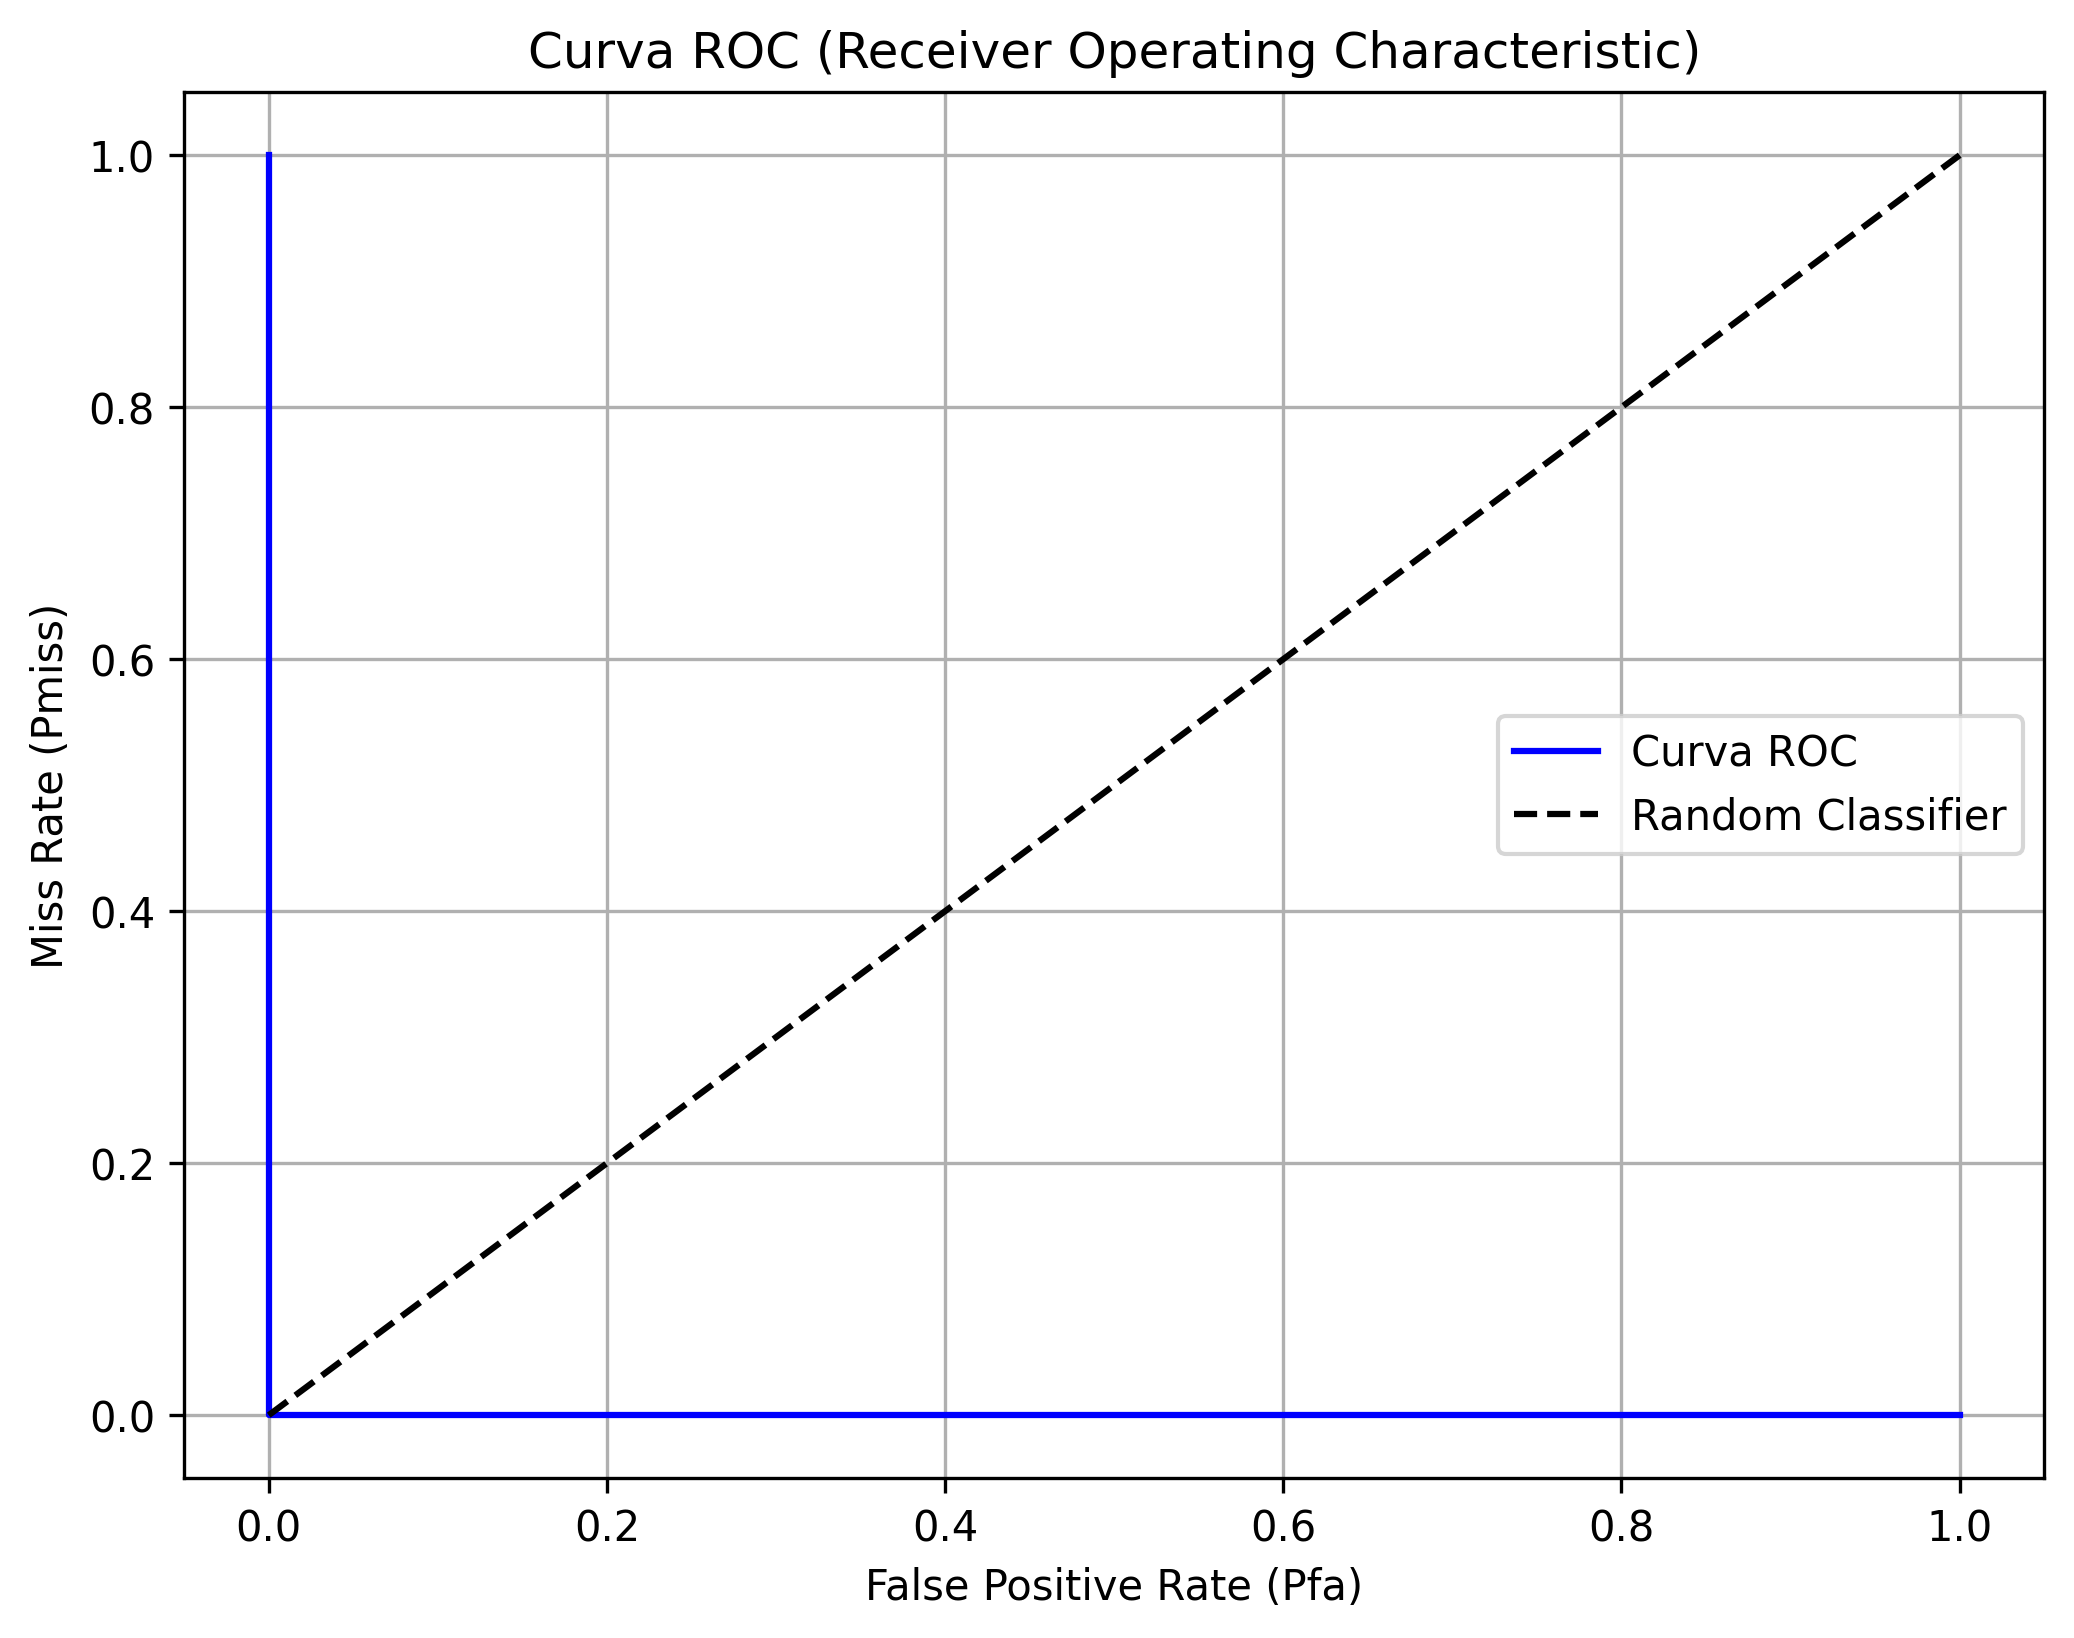 Curva ROC (Receiver Operating Characteristic)
Miss Rate (Pmiss)
1.0
0.8
0.6
0.4
0.2
0.0
Curva ROC
Random Classifier
0.0 0.2 0.4 0.6 0.8 1.0
False Positive Rate (Pfa)